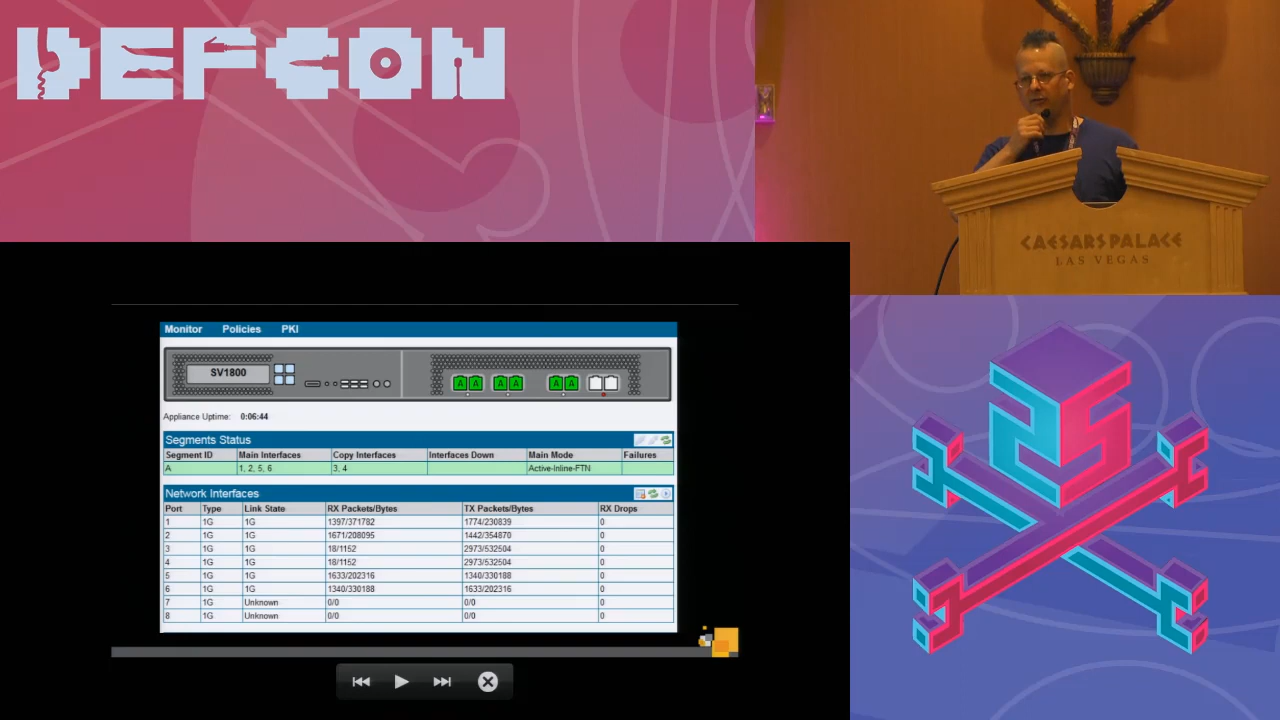 DEFCON
CAESARS PALACE
LAS VEGAS
Monitor Policies PKI
SV1800
A A A A A A
Appliance Uptime: 0:06:44
Segments Status
Segment ID Main Interfaces Copy Interfaces Interfaces Down Main Mode Failures
A 1, 2, 5, 6 3, 4 Active-Inline-FTN
Network Interfaces
Port Type Link State RX Packets/Bytes TX Packets/Bytes RX Drops
1 1G 1G 1397/371782 1774/230839 0
2 1G 1G 1671/208095 1442/354870 0
3 1G 1G 18/1152 2973/532504 0
4 1G 1G 18/1152 2973/532504 0
5 1G 1G 1633/202316 1340/330188 0
6 1G 1G 1340/330188 1633/202316 0
7 1G Unknown 0/0 0/0 0
8 1G Unknown 0/0 0/0 0
25